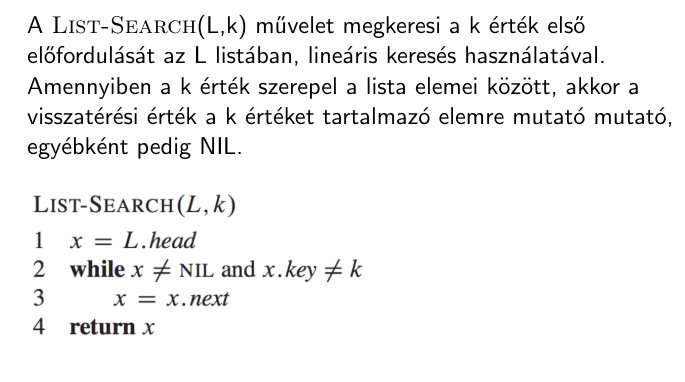 A LIST-SEARCH(L,k) művelet megkeresi a k érték első
előfordulását az L listában, lineáris keresés használatával.
Amennyiben a k érték szerepel a lista elemei között, akkor a
visszatérési érték a k értéket tartalmazó elemre mutató mutató,
egyébként pedig NIL.
LIST-SEARCH(L, k)
1 x = L.head
2 while x ≠ NIL and x.key ≠ k
3 x = x.next
4 return x